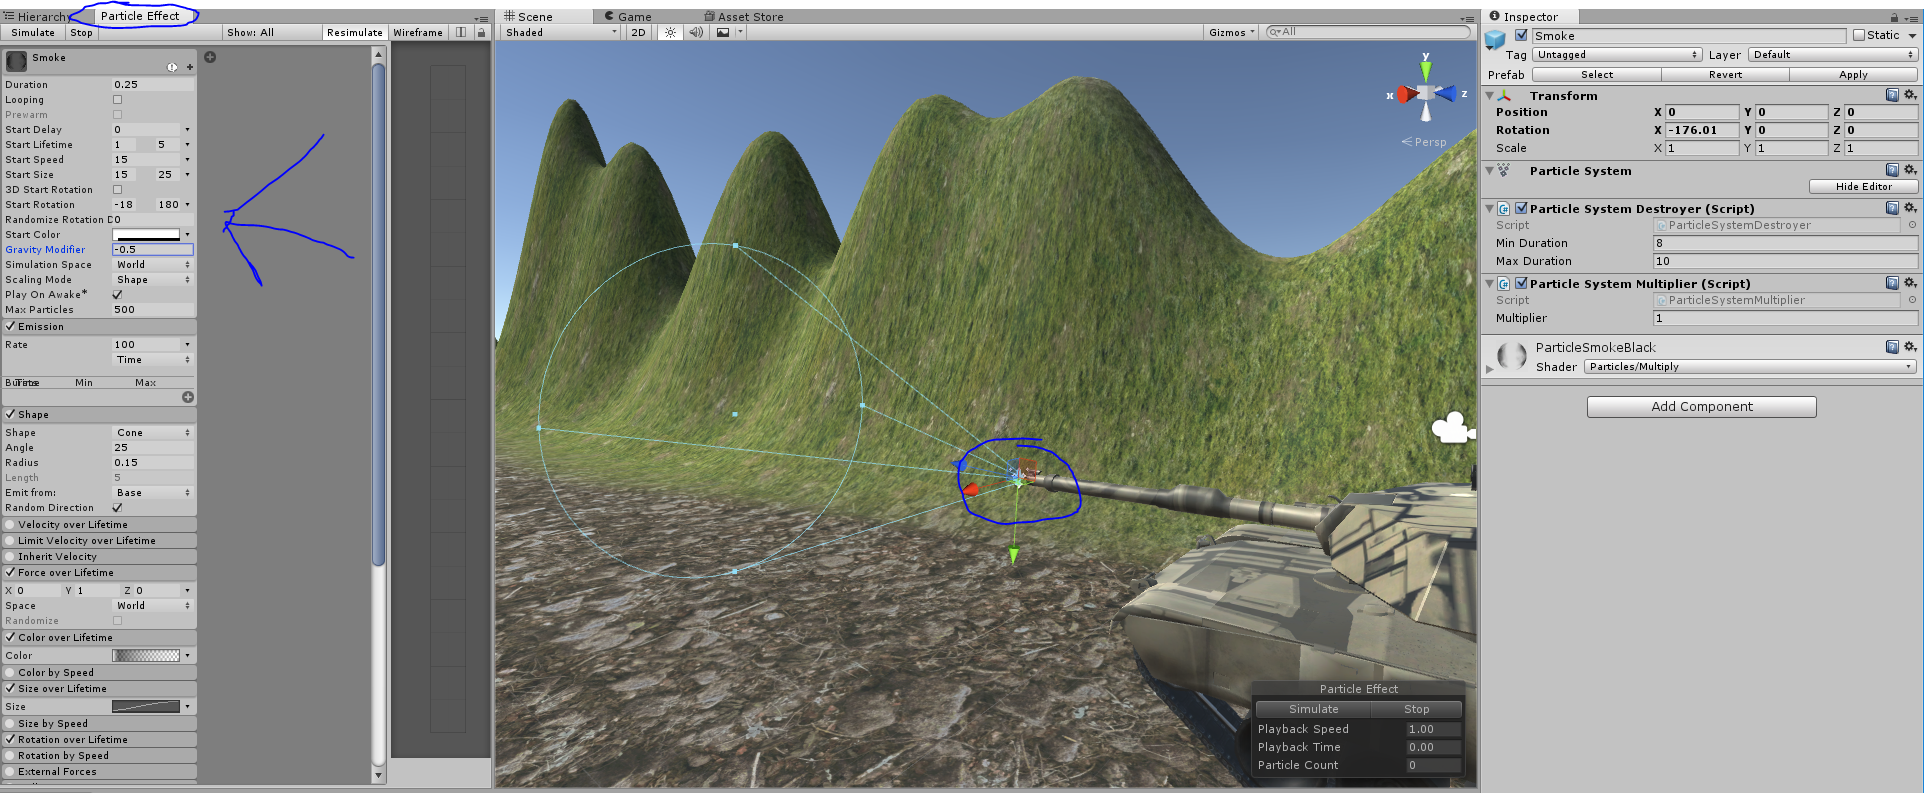 Hierarchy Particle Effect
Simulate Stop Show: All Resimulate Wireframe
Smoke
Duration 0.25
Looping
Prewarm
Start Delay 0
Start Lifetime 1 5
Start Speed 15
Start Size 15 25
3D Start Rotation
Start Rotation -18 180
Randomize Rotation D 0
Start Color
Gravity Modifier -0.5
Simulation Space World
Scaling Mode Shape
Play On Awake*
Max Particles 500
Emission
Rate 100
Time
Bursts Time Min Max
Shape
Shape Cone
Angle 25
Radius 0.15
Length 5
Emit from: Base
Random Direction
Velocity over Lifetime
Limit Velocity over Lifetime
Inherit Velocity
Force over Lifetime
X 0 Y 1 Z 0
Space World
Randomize
Color over Lifetime
Color
Color by Speed
Size over Lifetime
Size
Size by Speed
Rotation over Lifetime
Rotation by Speed
External Forces
Scene Game Asset Store
Shaded 2D Gizmos All
y
x z
Persp
Particle Effect
Simulate Stop
Playback Speed 1.00
Playback Time 0.00
Particle Count 0
Inspector
Smoke Static
Tag Untagged Layer Default
Prefab Select Revert Apply
Transform
Position X 0 Y 0 Z 0
Rotation X -176.01 Y 0 Z 0
Scale X 1 Y 1 Z 1
Particle System
Hide Editor
Particle System Destroyer (Script)
Script ParticleSystemDestroyer
Min Duration 8
Max Duration 10
Particle System Multiplier (Script)
Script ParticleSystemMultiplier
Multiplier 1
ParticleSmokeBlack
Shader Particles/Multiply
Add Component